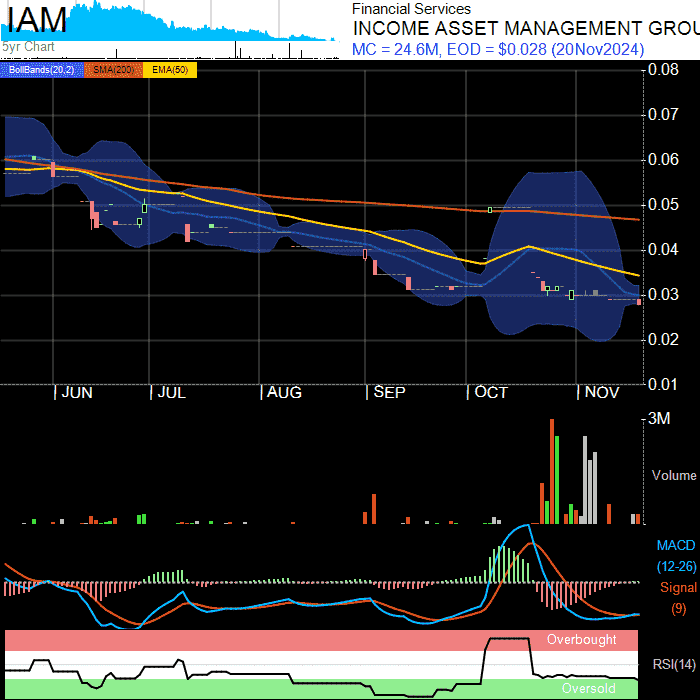 IAM
5yr Chart
Financial Services
INCOME ASSET MANAGEMENT GROU
MC = 24.6M, EOD = $0.028 (20Nov2024)
BollBands(20,2) SMA(200) EMA(50)
0.08
0.07
0.06
0.05
0.04
0.03
0.02
0.01
JUN JUL AUG SEP OCT NOV
3M
Volume
MACD
(12-26)
Signal
(9)
Overbought
RSI(14)
Oversold